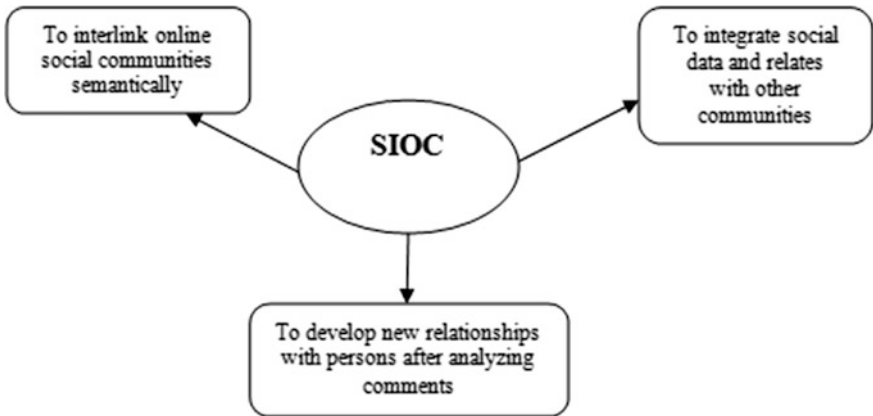 To interlink online
social communities
semantically
To integrate social
data and relates
with other
communities
SIOC
To develop new relationships
with persons after analyzing
comments